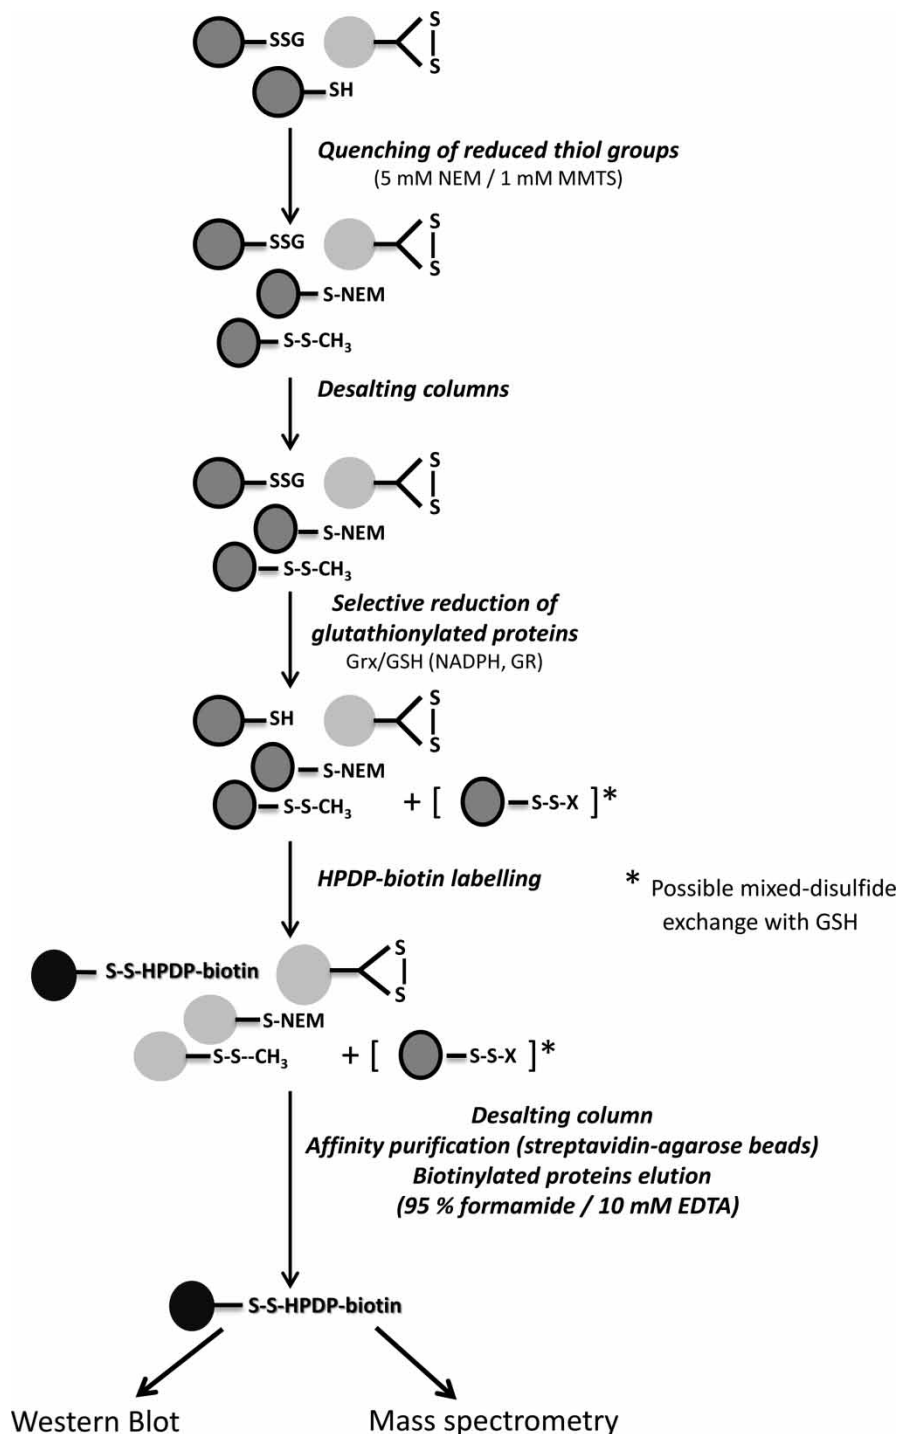 SSG
S
S
SH
Quenching of reduced thiol groups
(5 mM NEM / 1 mM MMTS)
SSG
S
S
S-NEM
S-S-CH₃
Desalting columns
SSG
S
S
S-NEM
S-S-CH₃
Selective reduction of
glutathionylated proteins
Grx/GSH (NADPH, GR)
SH
S
S
S-NEM
S-S-CH₃ + [ S-S-X ]*
HPDP-biotin labelling
* Possible mixed-disulfide
exchange with GSH
S-S-HPDP-biotin
S
S
S-NEM
S-S--CH₃ + [ S-S-X ]*
Desalting column
Affinity purification (streptavidin-agarose beads)
Biotinylated proteins elution
(95 % formamide / 10 mM EDTA)
S-S-HPDP-biotin
Western Blot
Mass spectrometry